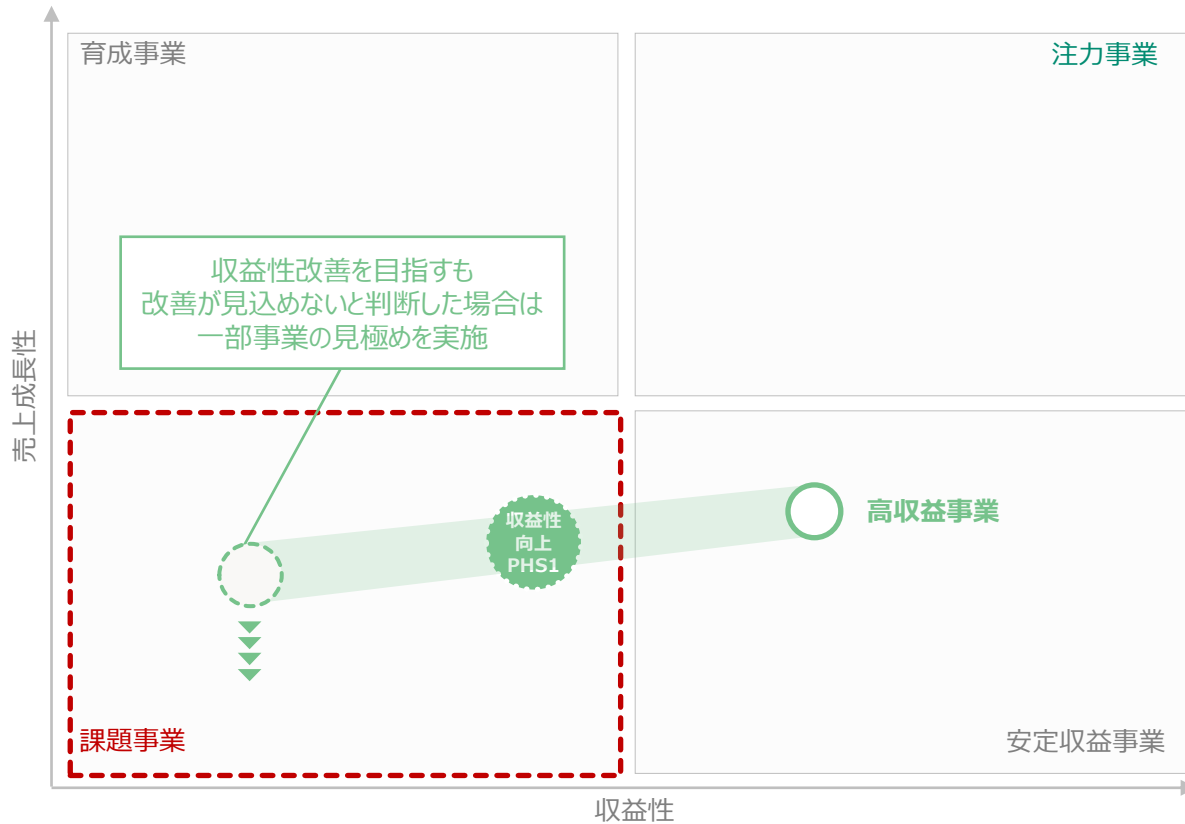 育成事業
注力事業
収益性改善を目指すも
改善が見込めないと判断した場合は
一部事業の見極めを実施
売上成長性
収益性
向上
PHS1
高収益事業
課題事業
安定収益事業
収益性